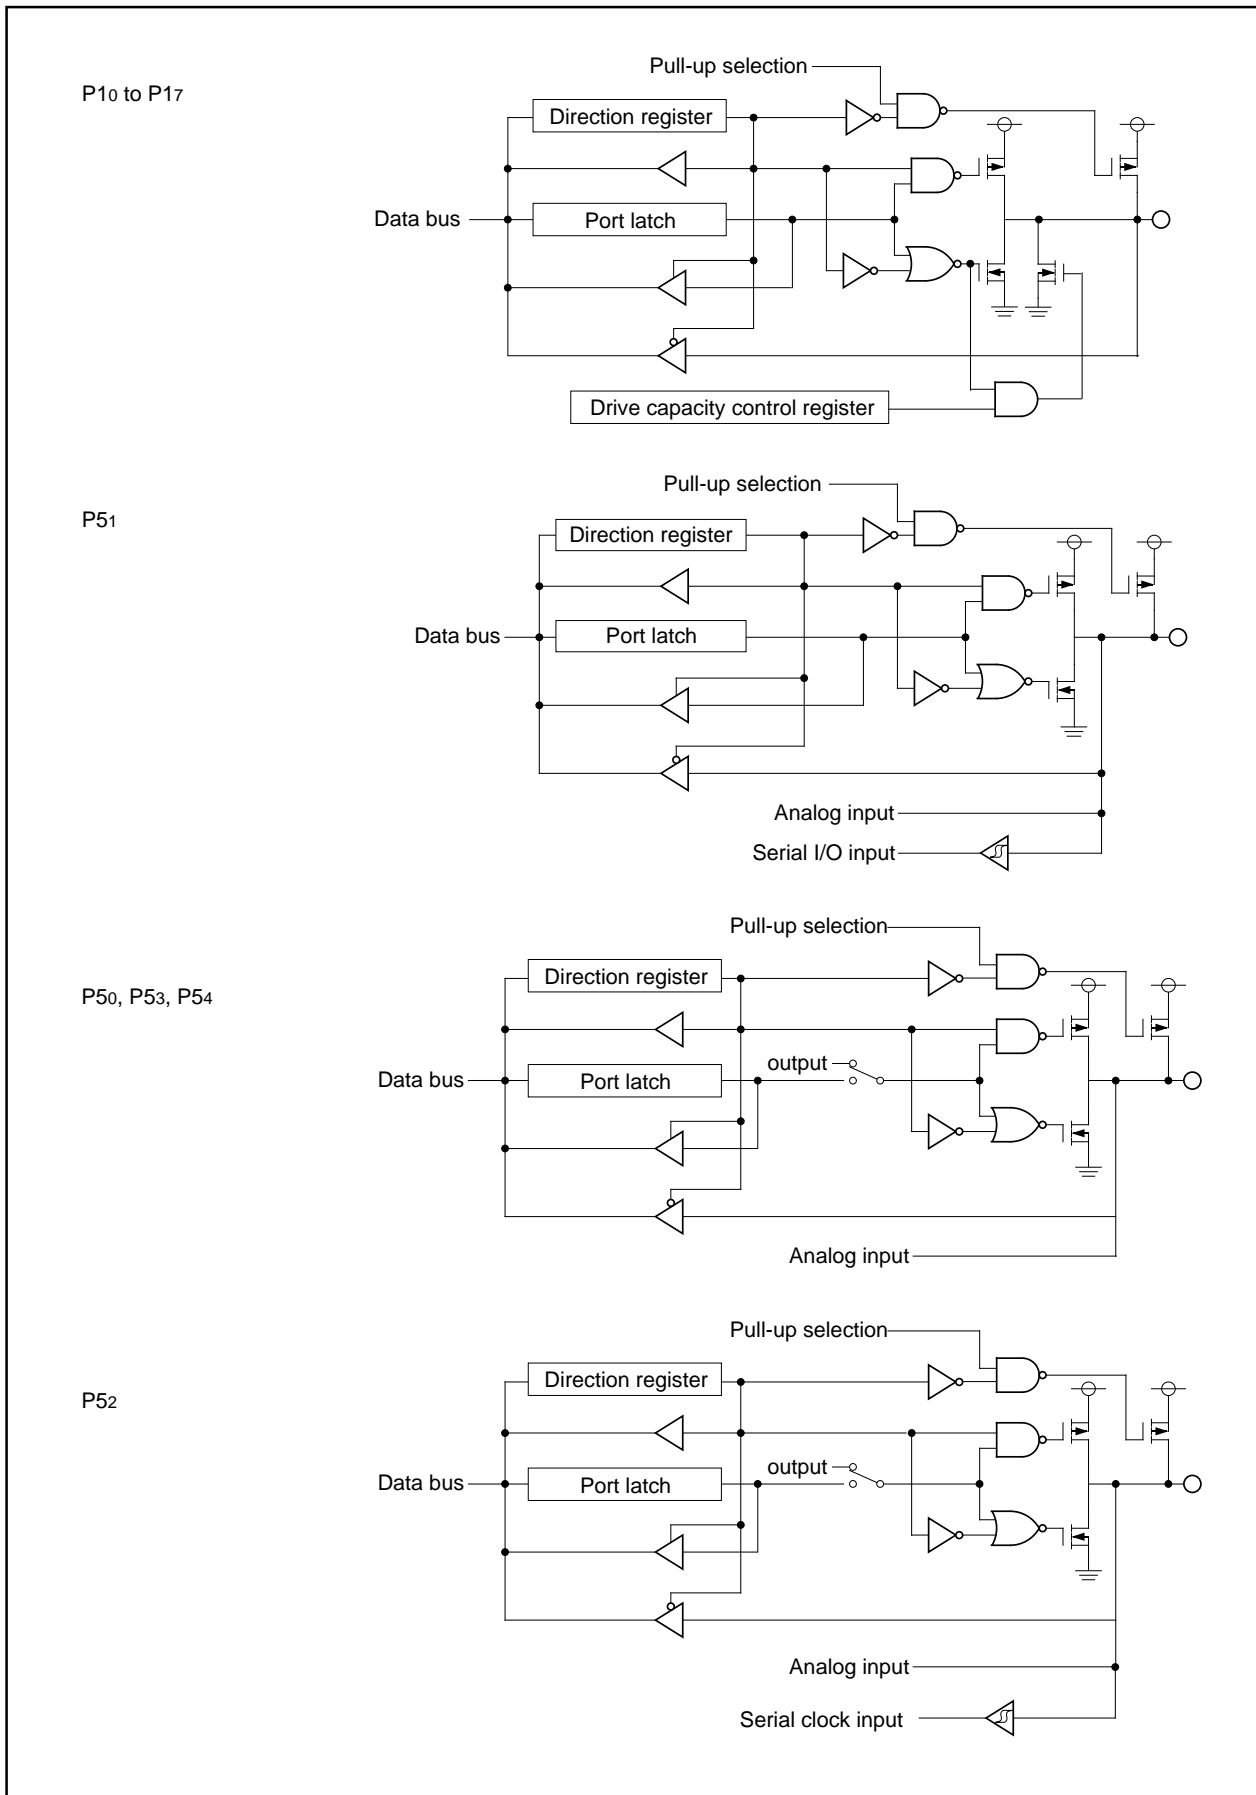 Pull-up selection
P10 to P17
Direction register
Data bus
Port latch
Drive capacity control register
Pull-up selection
P51
Direction register
Data bus
Port latch
Analog input
Serial I/O input
Pull-up selection
Direction register
P50, P53, P54
output
Data bus
Port latch
Analog input
Pull-up selection
Direction register
P52
output
Data bus
Port latch
Analog input
Serial clock input